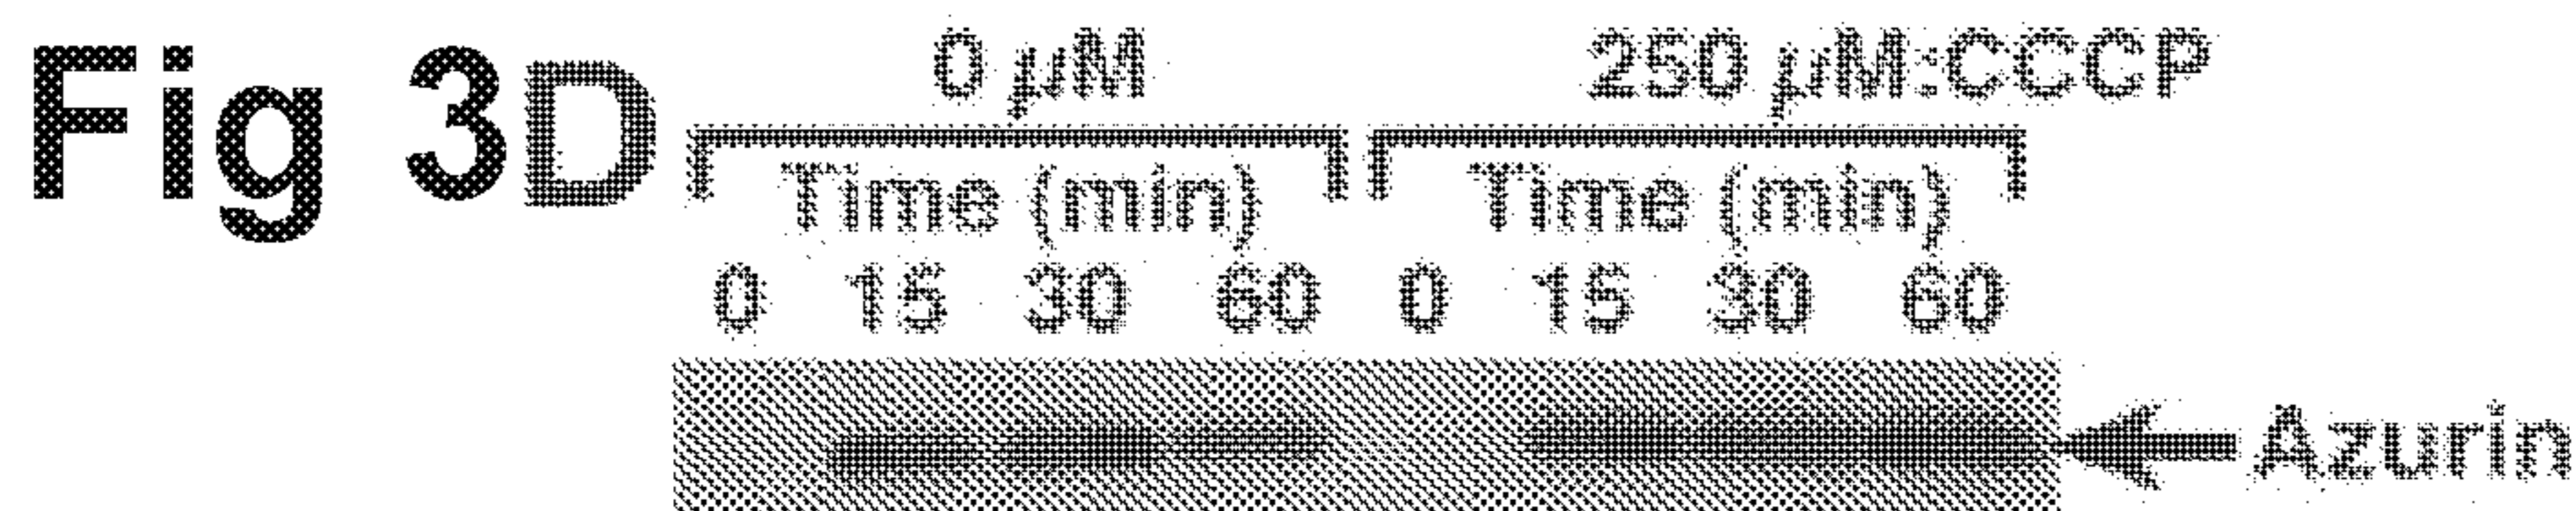 Fig 3D
0 µM 250 µM:CCCP
Time (min) Time (min)
0 15 30 60 0 15 30 60
Azurin